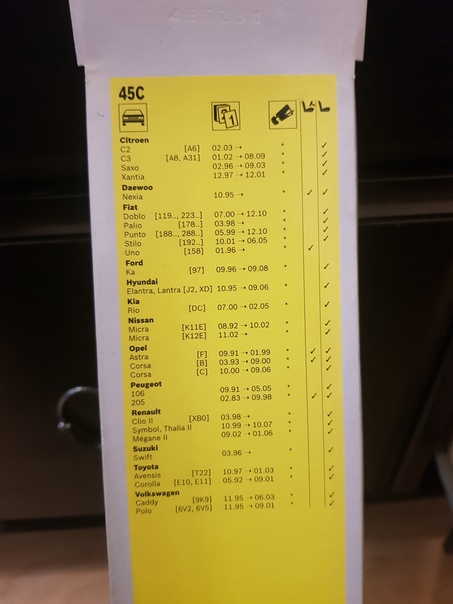 45C
Citroen
C2 [A6] 02.03 → *
C3 [A8, A31] 01.02 → 08.09 *
Saxo 02.96 → 09.03 *
Xantia 12.97 → 12.01 *
Daewoo
Nexia 10.95 → *
Fiat
Doblo [119.., 223..] 07.00 → 12.10 *
Palio [178..] 03.98 → *
Punto [188.., 288..] 05.99 → 12.10 *
Stilo [192..] 10.01 → 06.05 *
Uno [158] 01.96 → *
Ford
Ka [97] 09.96 → 09.08 *
Hyundai
Elantra, Lantra [J2, XD] 10.95 → 09.06 *
Kia
Rio [DC] 07.00 → 02.05 *
Nissan
Micra [K11E] 08.92 → 10.02 *
Micra [K12E] 11.02 → *
Opel
Astra [F] 09.91 → 01.99 *
Corsa [B] 03.93 → 09.00 *
Corsa [C] 10.00 → 09.06 *
Peugeot
106 09.91 → 05.05 *
205 02.83 → 09.98 *
Renault
Clio II [XB0] 03.98 → *
Symbol, Thalia II 10.99 → 10.07 *
Mégane II 09.02 → 01.06 *
Suzuki
Swift 03.96 → *
Toyota
Avensis [T22] 10.97 → 01.03 *
Corolla [E10, E11] 05.92 → 09.01 *
Volkswagen
Caddy [9K9] 11.95 → 06.03 *
Polo [6V2, 6V5] 11.95 → 09.01 *